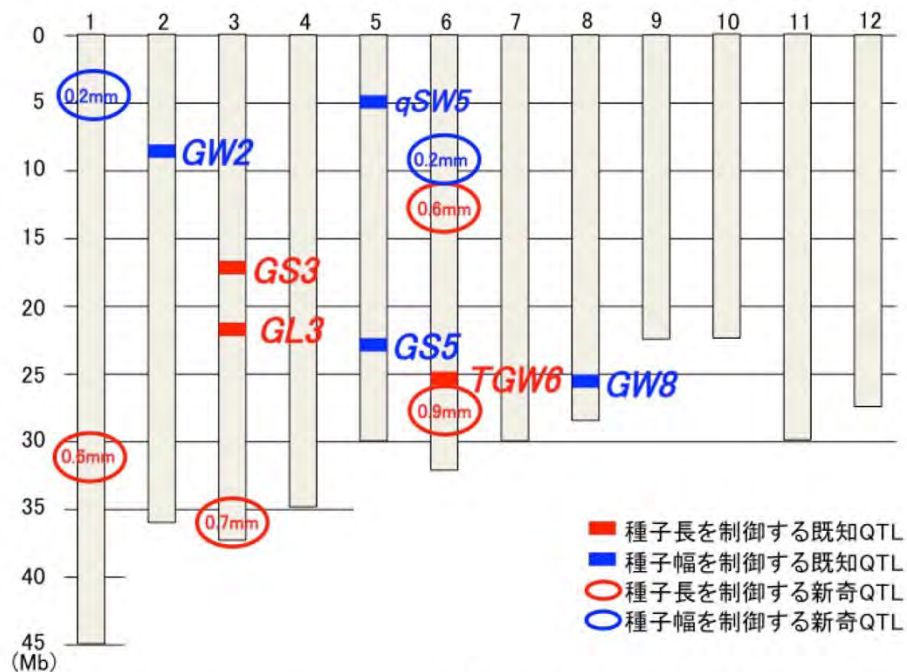 1 2 3 4 5 6 7 8 9 10 11 12
0
0.2mm
5
qSW5
GW2
0.2mm
10
0.6mm
15
GS3
20
GL3
GS5
25
TGW6
GW8
0.9mm
30
0.6mm
35
0.7mm
種子長を制御する既知QTL
種子幅を制御する既知QTL
40
種子長を制御する新奇QTL
種子幅を制御する新奇QTL
45
(Mb)